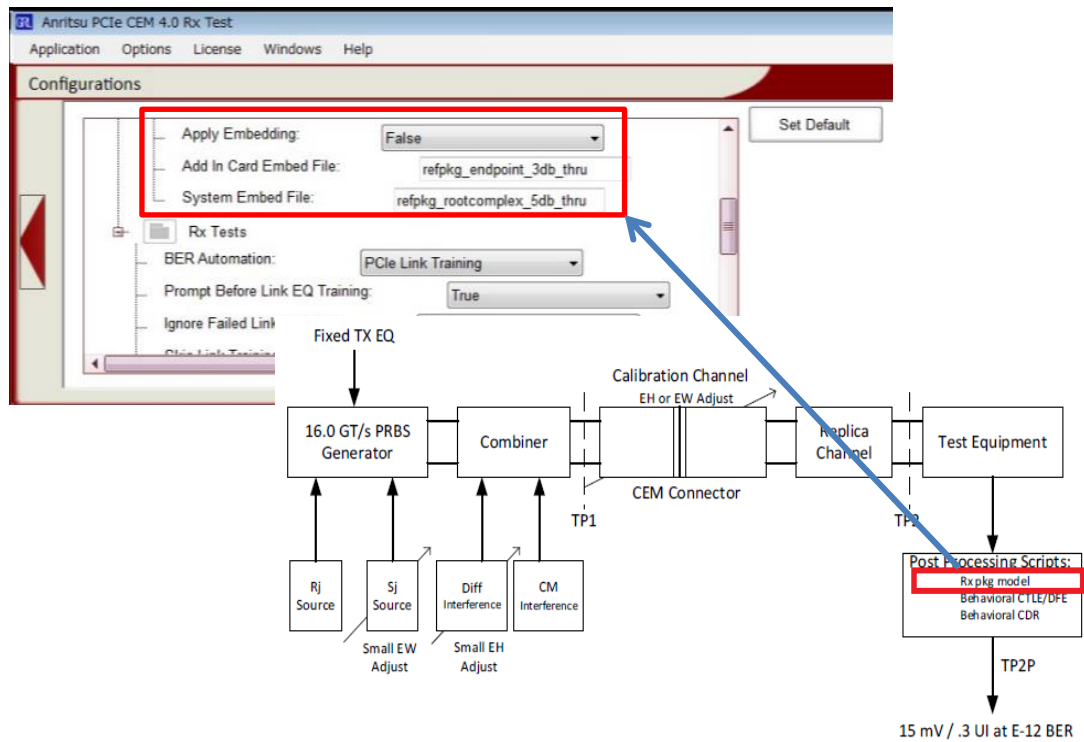 GRL Anritsu PCIe CEM 4.0 Rx Test
Application Options License Windows Help
Configurations
Set Default
Apply Embedding: False
Add In Card Embed File: refpkg_endpoint_3db_thru
System Embed File: refpkg_rootcomplex_5db_thru
Rx Tests
BER Automation: PCIe Link Training
Prompt Before Link EQ Training: True
Ignore Failed Link
Fixed TX EQ
Calibration Channel
EH or EW Adjust
16.0 GT/s PRBS
Generator
Combiner
Replica
Channel
Test Equipment
CEM Connector
TP1
TP2
Rj
Source
Sj
Source
Diff
Interference
CM
Interference
Small EW
Adjust
Small EH
Adjust
Post Processing Scripts:
Rx pkg model
Behavioral CTLE/DFE
Behavioral CDR
TP2P
15 mV / .3 UI at E-12 BER